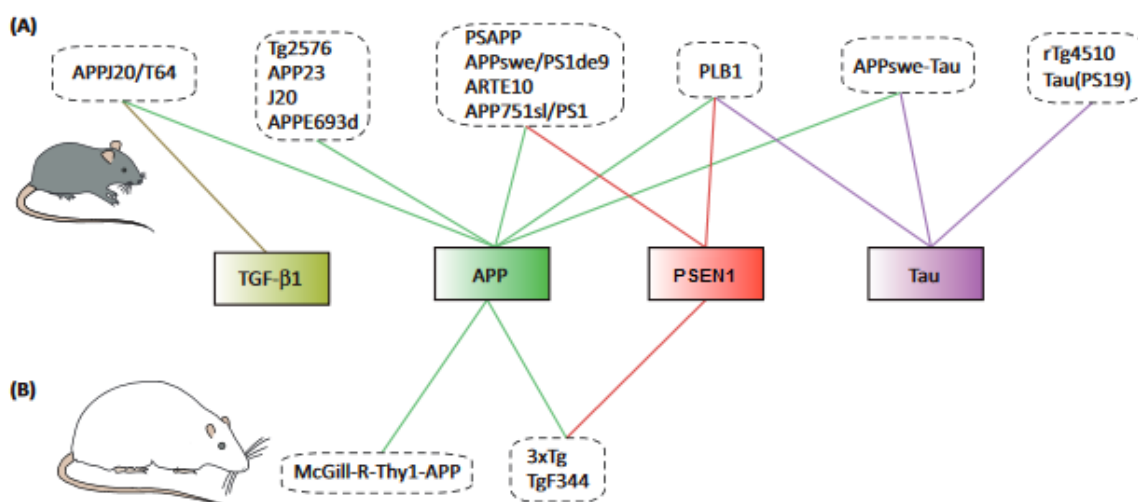 (A)
APPJ20/T64
Tg2576
APP23
J20
APPE693d
PSAPP
APPswe/PS1de9
ARTE10
APP751sl/PS1
PLB1
APPswe-Tau
rTg4510
Tau(PS19)
TGF-β1
APP
PSEN1
Tau
(B)
McGill-R-Thy1-APP
3xTg
TgF344